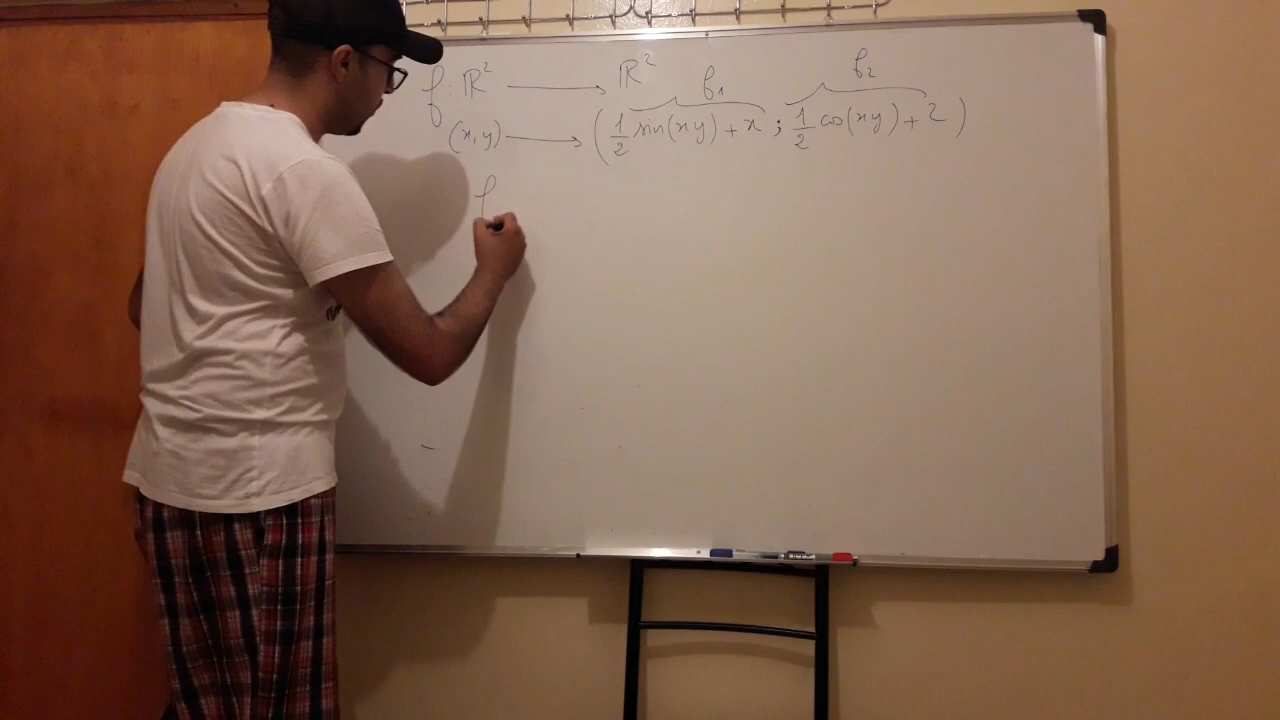 f : ℝ² ⟶ ℝ²
f₁ f₂
(x, y) ⟶ (1/2 sin(xy) + x ; 1/2 cos(xy) + 2)
f